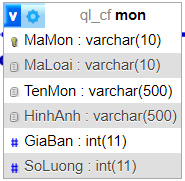 v ql_cf mon
MaMon : varchar(10)
MaLoai : varchar(10)
TenMon : varchar(500)
HinhAnh : varchar(500)
# GiaBan : int(11)
# SoLuong : int(11)